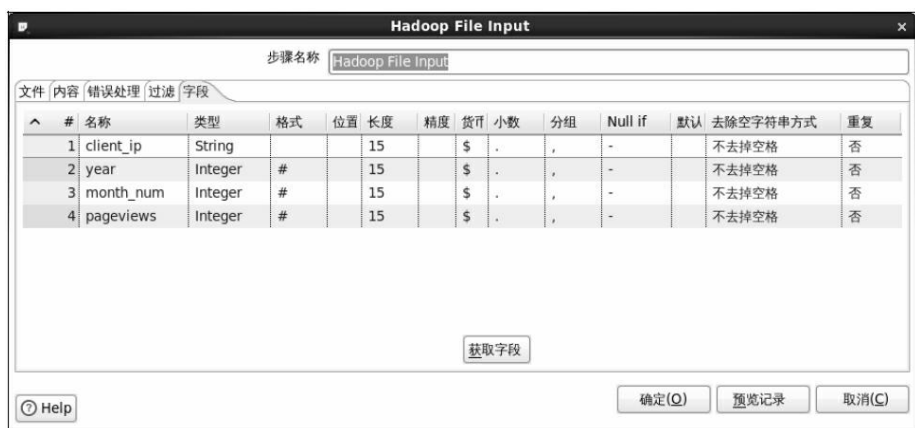 Hadoop File Input
步骤名称 Hadoop File Input
文件 内容 错误处理 过滤 字段
# 名称 类型 格式 位置 长度 精度 货币 小数 分组 Null if 默认 去除空字符串方式 重复
1 client_ip String 15 $ . , - 不去掉空格 否
2 year Integer # 15 $ . , - 不去掉空格 否
3 month_num Integer # 15 $ . , - 不去掉空格 否
4 pageviews Integer # 15 $ . , - 不去掉空格 否
获取字段
Help 确定(O) 预览记录 取消(C)